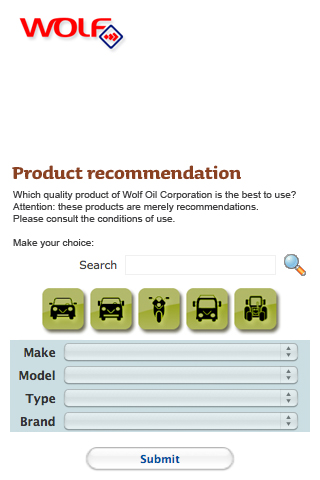 WOLF
Product recommendation
Which quality product of Wolf Oil Corporation is the best to use?
Attention: these products are merely recommendations.
Please consult the conditions of use.
Make your choice:
Search
Make
Model
Type
Brand
Submit